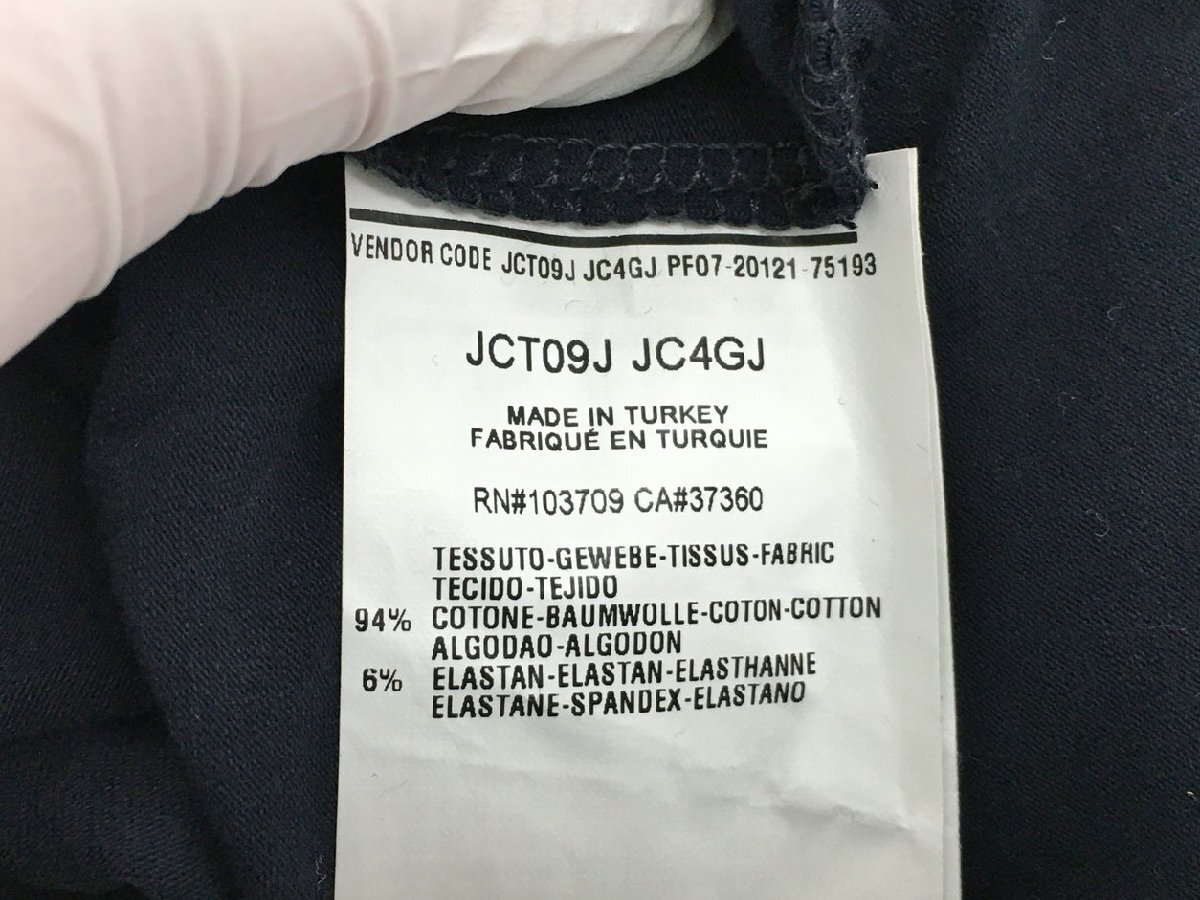 VENDOR CODE JCT09J JC4GJ PF07-20121-75193
JCT09J JC4GJ
MADE IN TURKEY
FABRIQUÉ EN TURQUIE
RN#103709 CA#37360
TESSUTO-GEWEBE-TISSUS-FABRIC
TECIDO-TEJIDO
94% COTONE-BAUMWOLLE-COTON-COTTON
ALGODAO-ALGODON
6% ELASTAN-ELASTAN-ELASTHANNE
ELASTANE-SPANDEX-ELASTANO